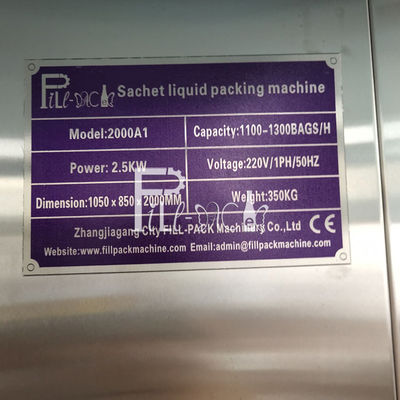 Fill-PACK Sachet liquid packing machine
Model:2000A1 Capacity:1100-1300BAGS/H
Power: 2.5KW Voltage:220V/1PH/50HZ
Dimension:1050 x 850 x 2000MM Weight:350KG
Zhangjiagang City FILL-PACK Machinery Co.,Ltd CE
Website:www.fillpackmachine.com Email:admin@fillpackmachine.com